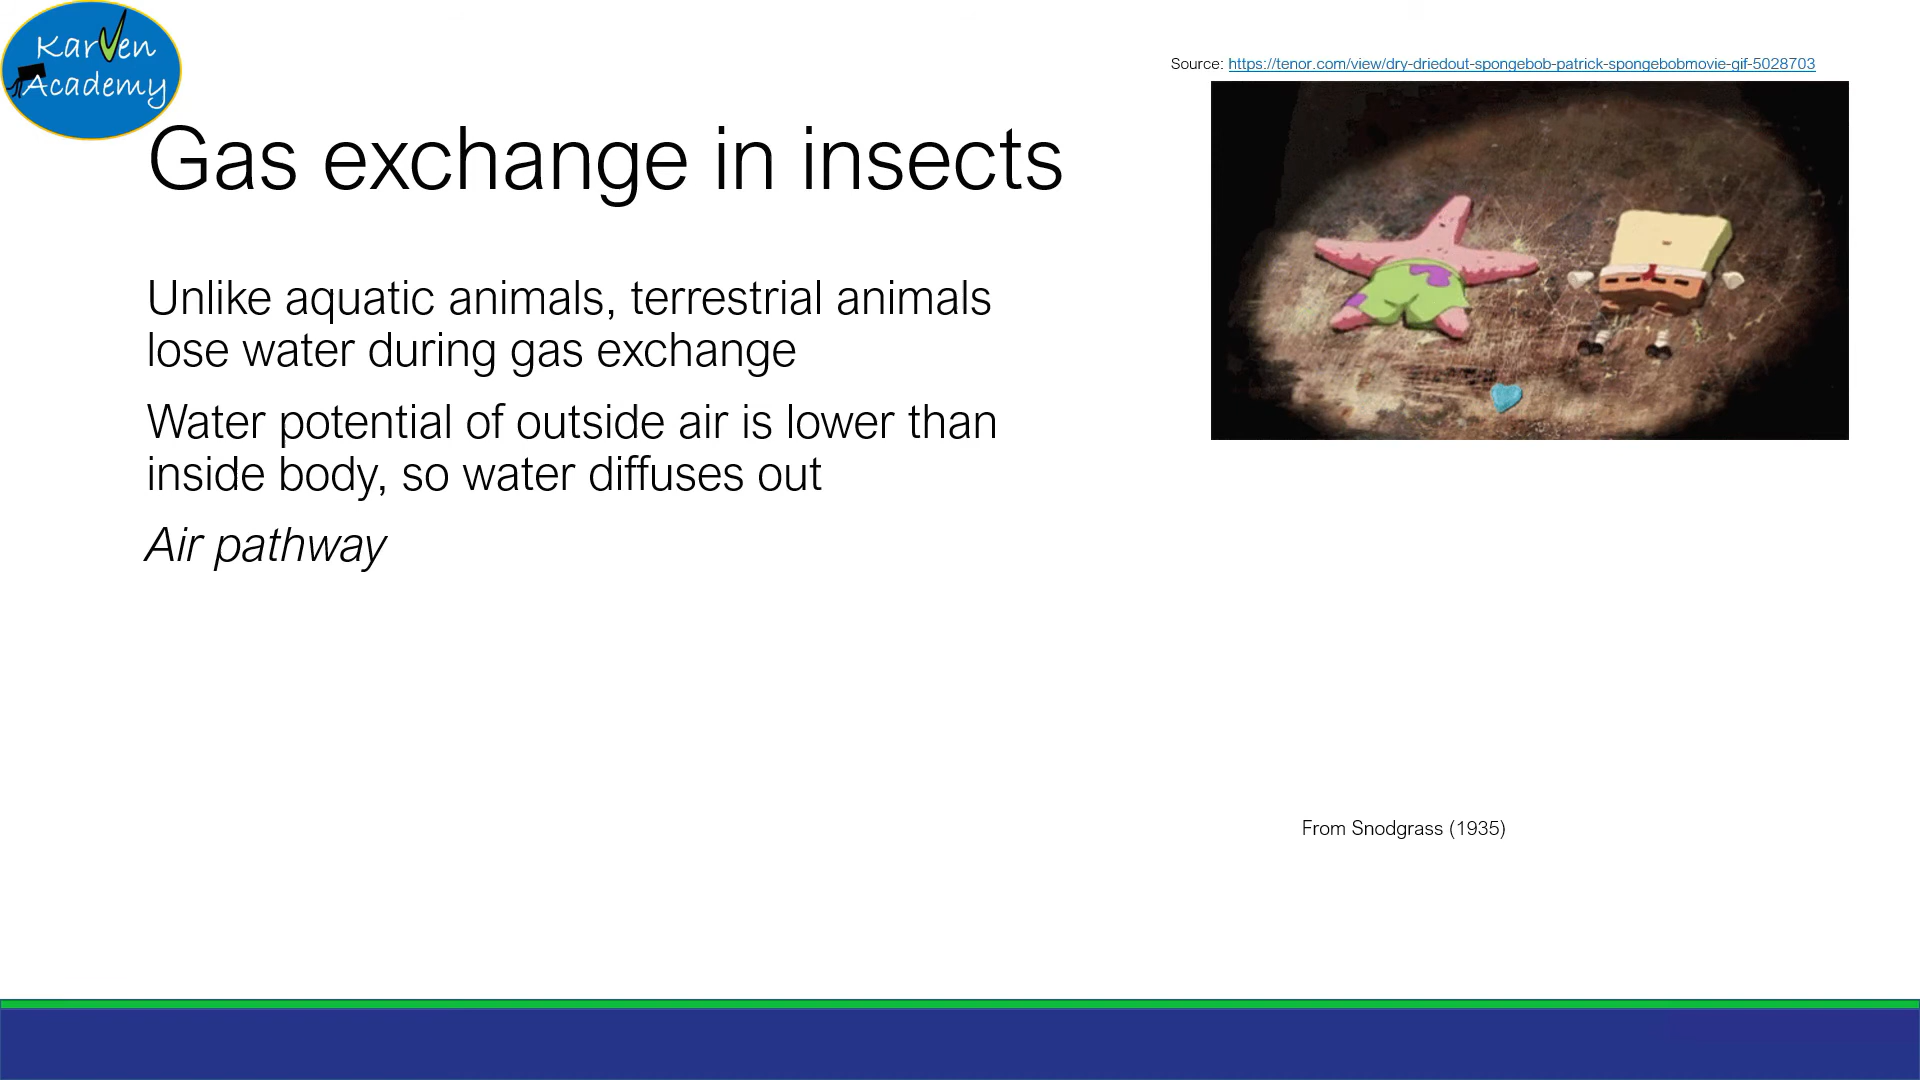 KarVen
Academy
Source: https://tenor.com/view/dry-driedout-spongebob-patrick-spongebobmovie-gif-5028703
Gas exchange in insects
Unlike aquatic animals, terrestrial animals
lose water during gas exchange
Water potential of outside air is lower than
inside body, so water diffuses out
Air pathway
From Snodgrass (1935)